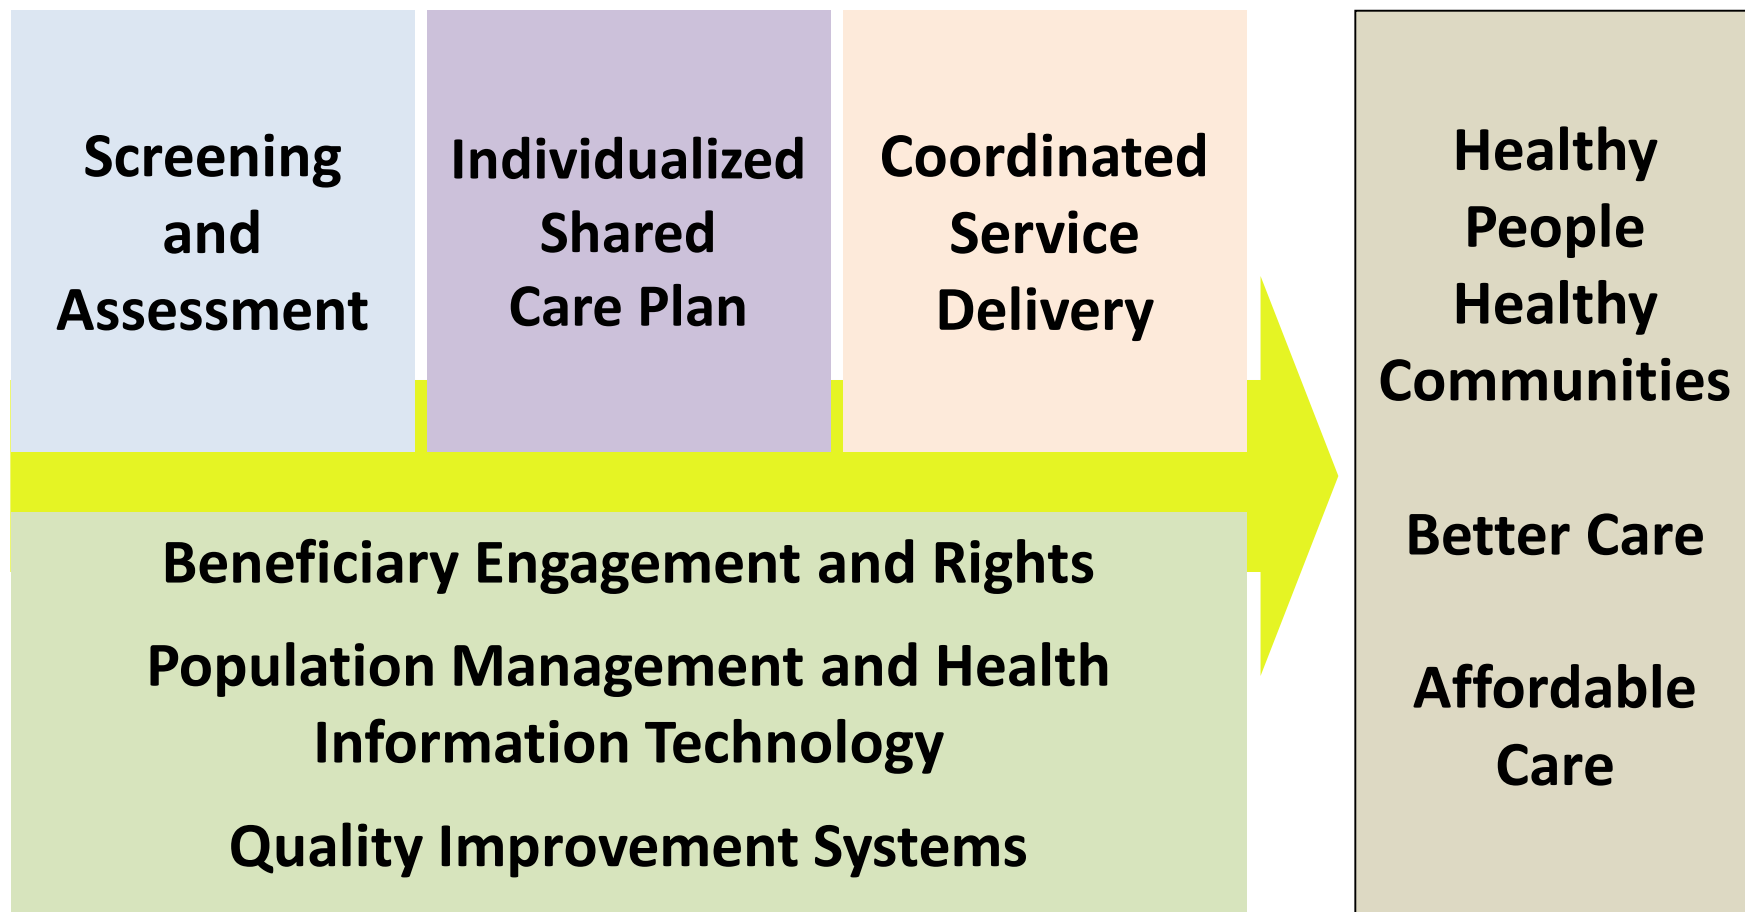 Screening
and
Assessment
Individualized
Shared
Care Plan
Coordinated
Service
Delivery
Beneficiary Engagement and Rights
Population Management and Health
Information Technology
Quality Improvement Systems
Healthy
People
Healthy
Communities
Better Care
Affordable
Care